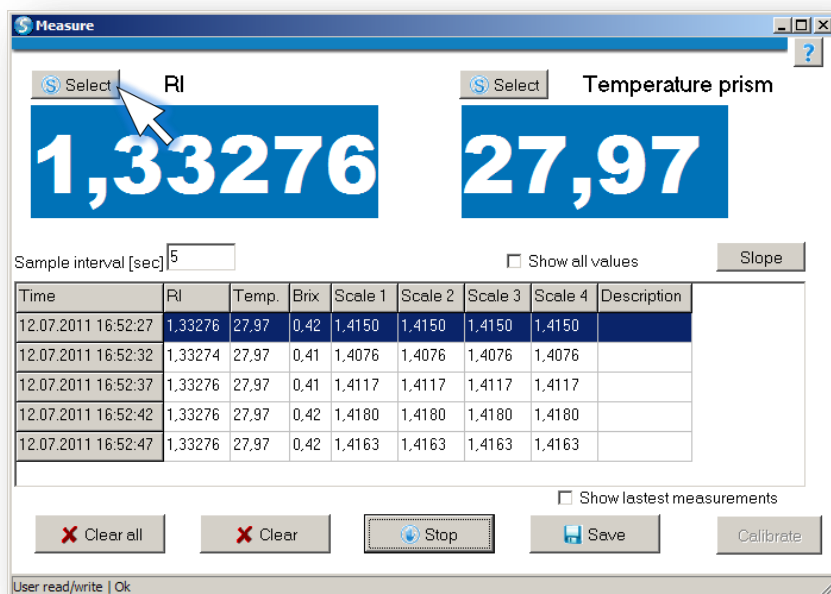 Measure
?
Select RI
Select Temperature prism
1,33276
27,97
Sample interval [sec] 5
Show all values
Slope
Time RI Temp. Brix Scale 1 Scale 2 Scale 3 Scale 4 Description
12.07.2011 16:52:27 1,33276 27,97 0,42 1,4150 1,4150 1,4150 1,4150
12.07.2011 16:52:32 1,33274 27,97 0,41 1,4076 1,4076 1,4076 1,4076
12.07.2011 16:52:37 1,33276 27,97 0,41 1,4117 1,4117 1,4117 1,4117
12.07.2011 16:52:42 1,33276 27,97 0,42 1,4180 1,4180 1,4180 1,4180
12.07.2011 16:52:47 1,33276 27,97 0,42 1,4163 1,4163 1,4163 1,4163
Show lastest measurements
Clear all
Clear
Stop
Save
Calibrate
User read/write | Ok